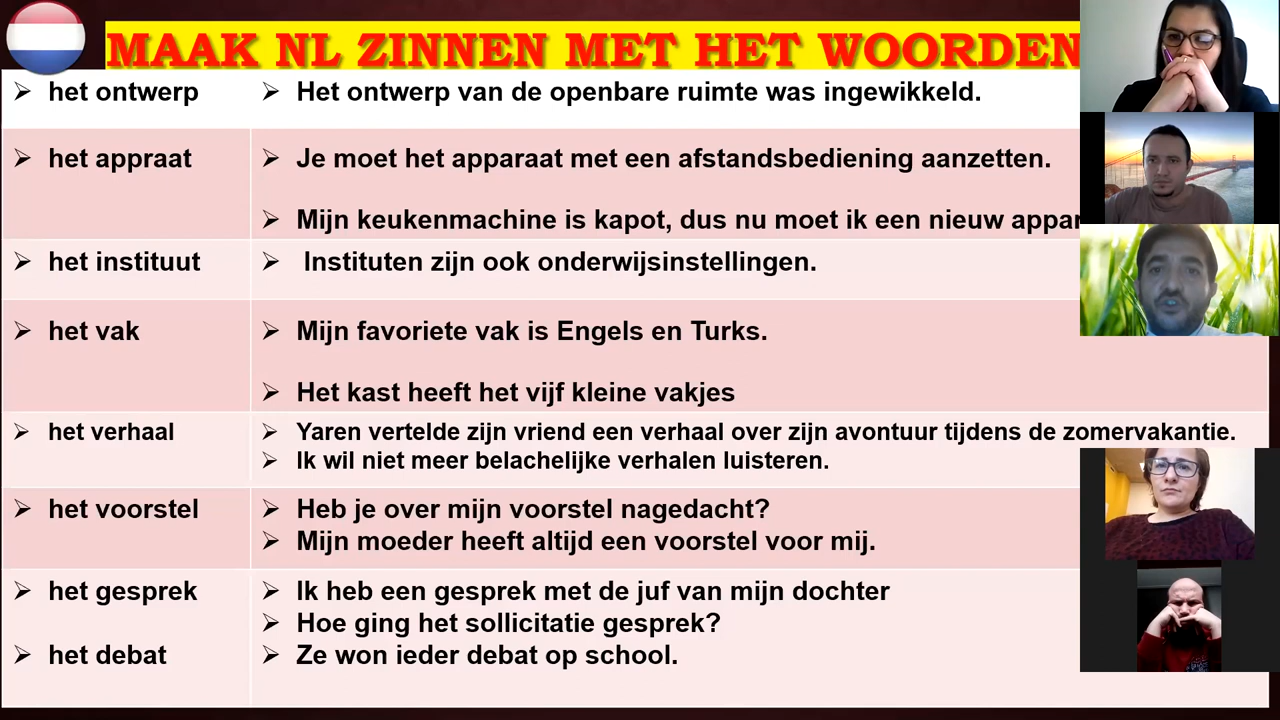 MAAK NL ZINNEN MET HET WOORDEN
het ontwerp
Het ontwerp van de openbare ruimte was ingewikkeld.
het appraat
Je moet het apparaat met een afstandsbediening aanzetten.
Mijn keukenmachine is kapot, dus nu moet ik een nieuw
het instituut
Instituten zijn ook onderwijsinstellingen.
het vak
Mijn favoriete vak is Engels en Turks.
Het kast heeft het vijf kleine vakjes
het verhaal
Yaren vertelde zijn vriend een verhaal over zijn avontuur tijdens de zomervakantie.
Ik wil niet meer belachelijke verhalen luisteren.
het voorstel
Heb je over mijn voorstel nagedacht?
Mijn moeder heeft altijd een voorstel voor mij.
het gesprek
Ik heb een gesprek met de juf van mijn dochter
Hoe ging het sollicitatie gesprek?
het debat
Ze won ieder debat op school.